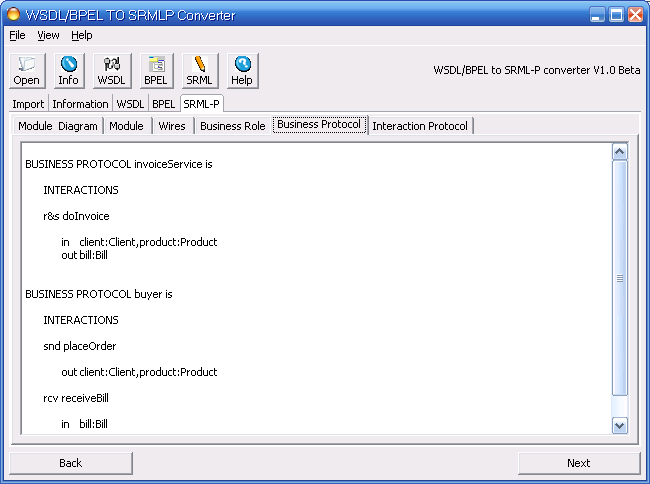 WSDL/BPEL TO SRMLP Converter
File View Help
Open Info WSDL BPEL SRML Help
WSDL/BPEL to SRML-P converter V1.0 Beta
Import Information WSDL BPEL SRML-P
Module Diagram Module Wires Business Role Business Protocol Interaction Protocol
BUSINESS PROTOCOL invoiceService is
INTERACTIONS
r&s doInvoice
in client:Client,product:Product
out bill:Bill
BUSINESS PROTOCOL buyer is
INTERACTIONS
snd placeOrder
out client:Client,product:Product
rcv receiveBill
in bill:Bill
Back Next